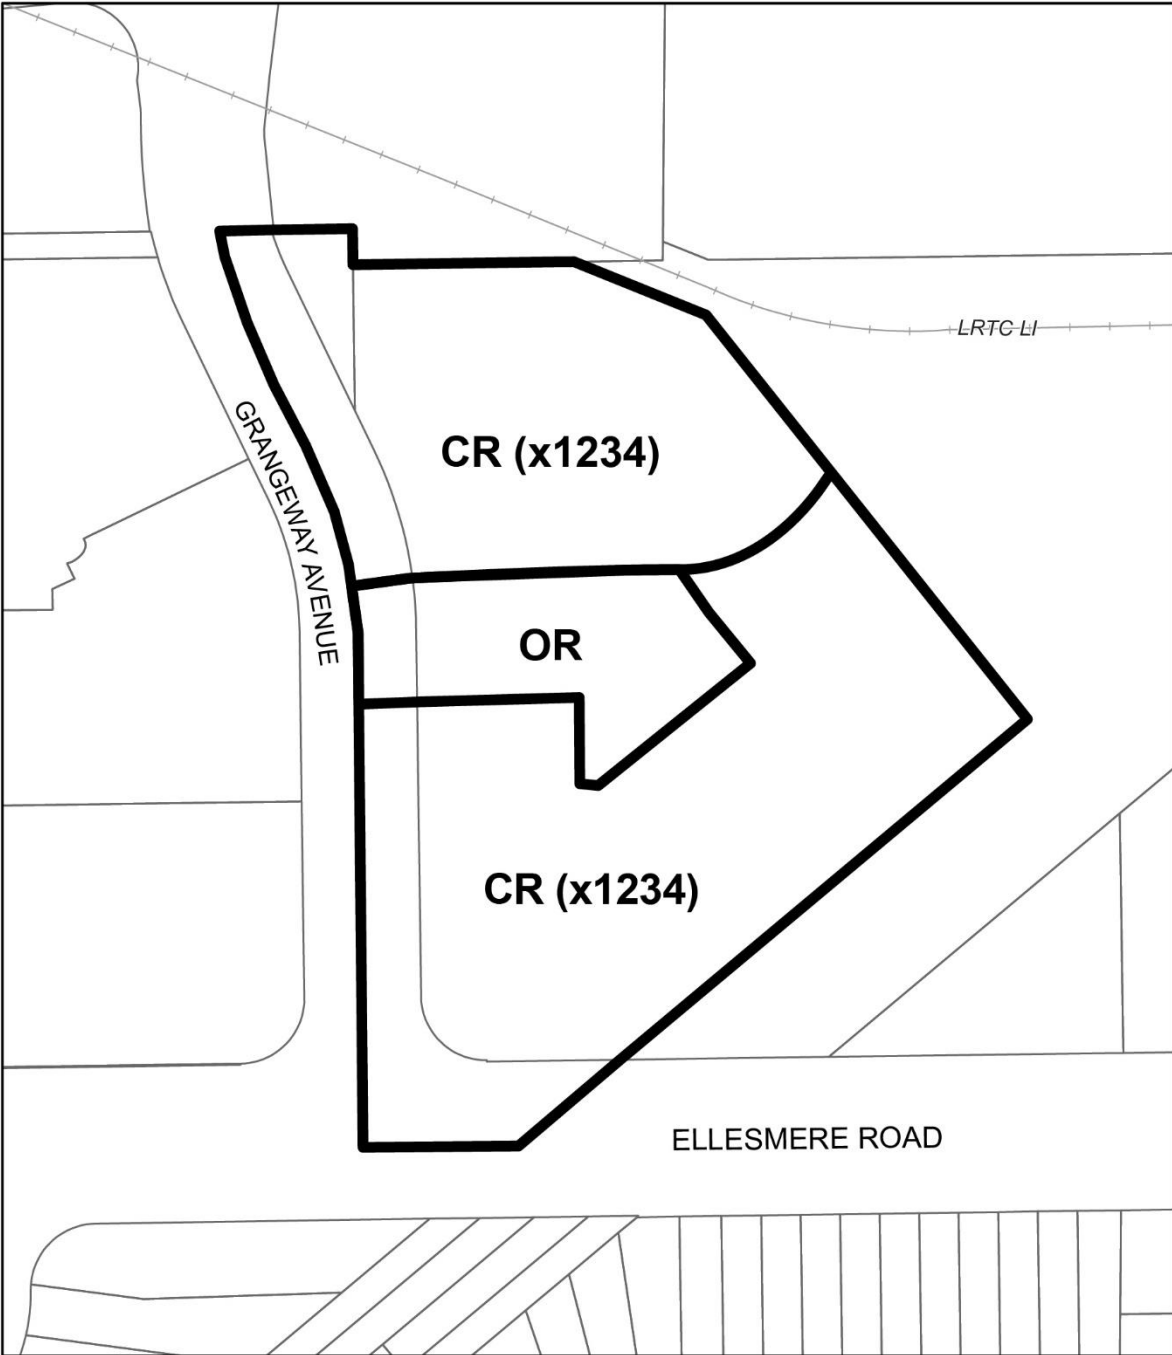 LRTC LI
CR (x1234)
GRANGEWAY AVENUE
OR
CR (x1234)
ELLESMERE ROAD